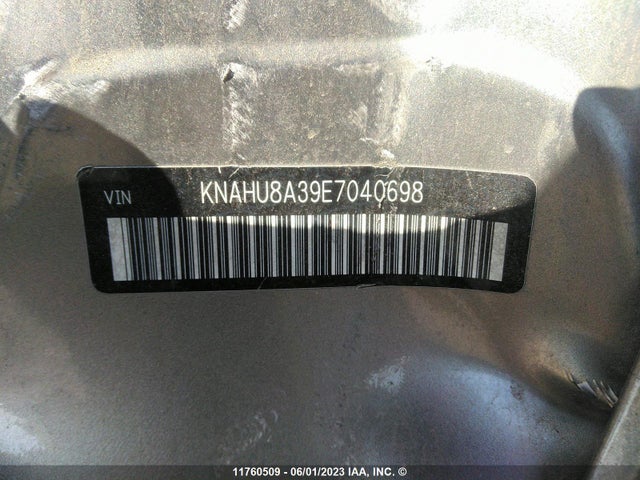 VIN
KNAHU8A39E7040698
11760509 - 06/01/2023 IAA, INC. ©